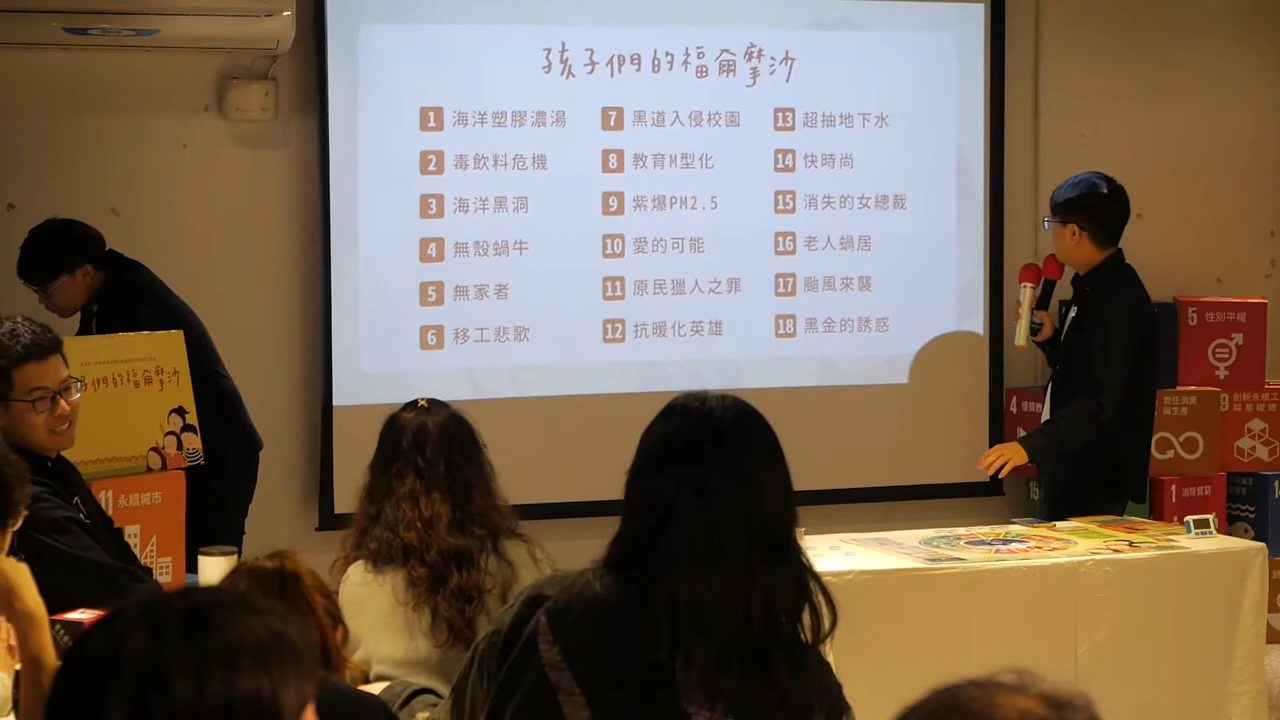 孩子們的福爾摩沙
1 海洋塑膠濃湯
2 毒飲料危機
3 海洋黑洞
4 無殼蝸牛
5 無家者
6 移工悲歌
7 黑道入侵校園
8 教育M型化
9 紫爆PM2.5
10 愛的可能
11 原民獵人之罪
12 抗暖化英雄
13 超抽地下水
14 快時尚
15 消失的女總裁
16 老人蝸居
17 颱風來襲
18 黑金的誘惑
子們的福爾摩沙
11 永續城市
5 性別平權
4 優質教
責任消費
與生產
9 創新永續工
與基礎建
1 消除貧窮
15